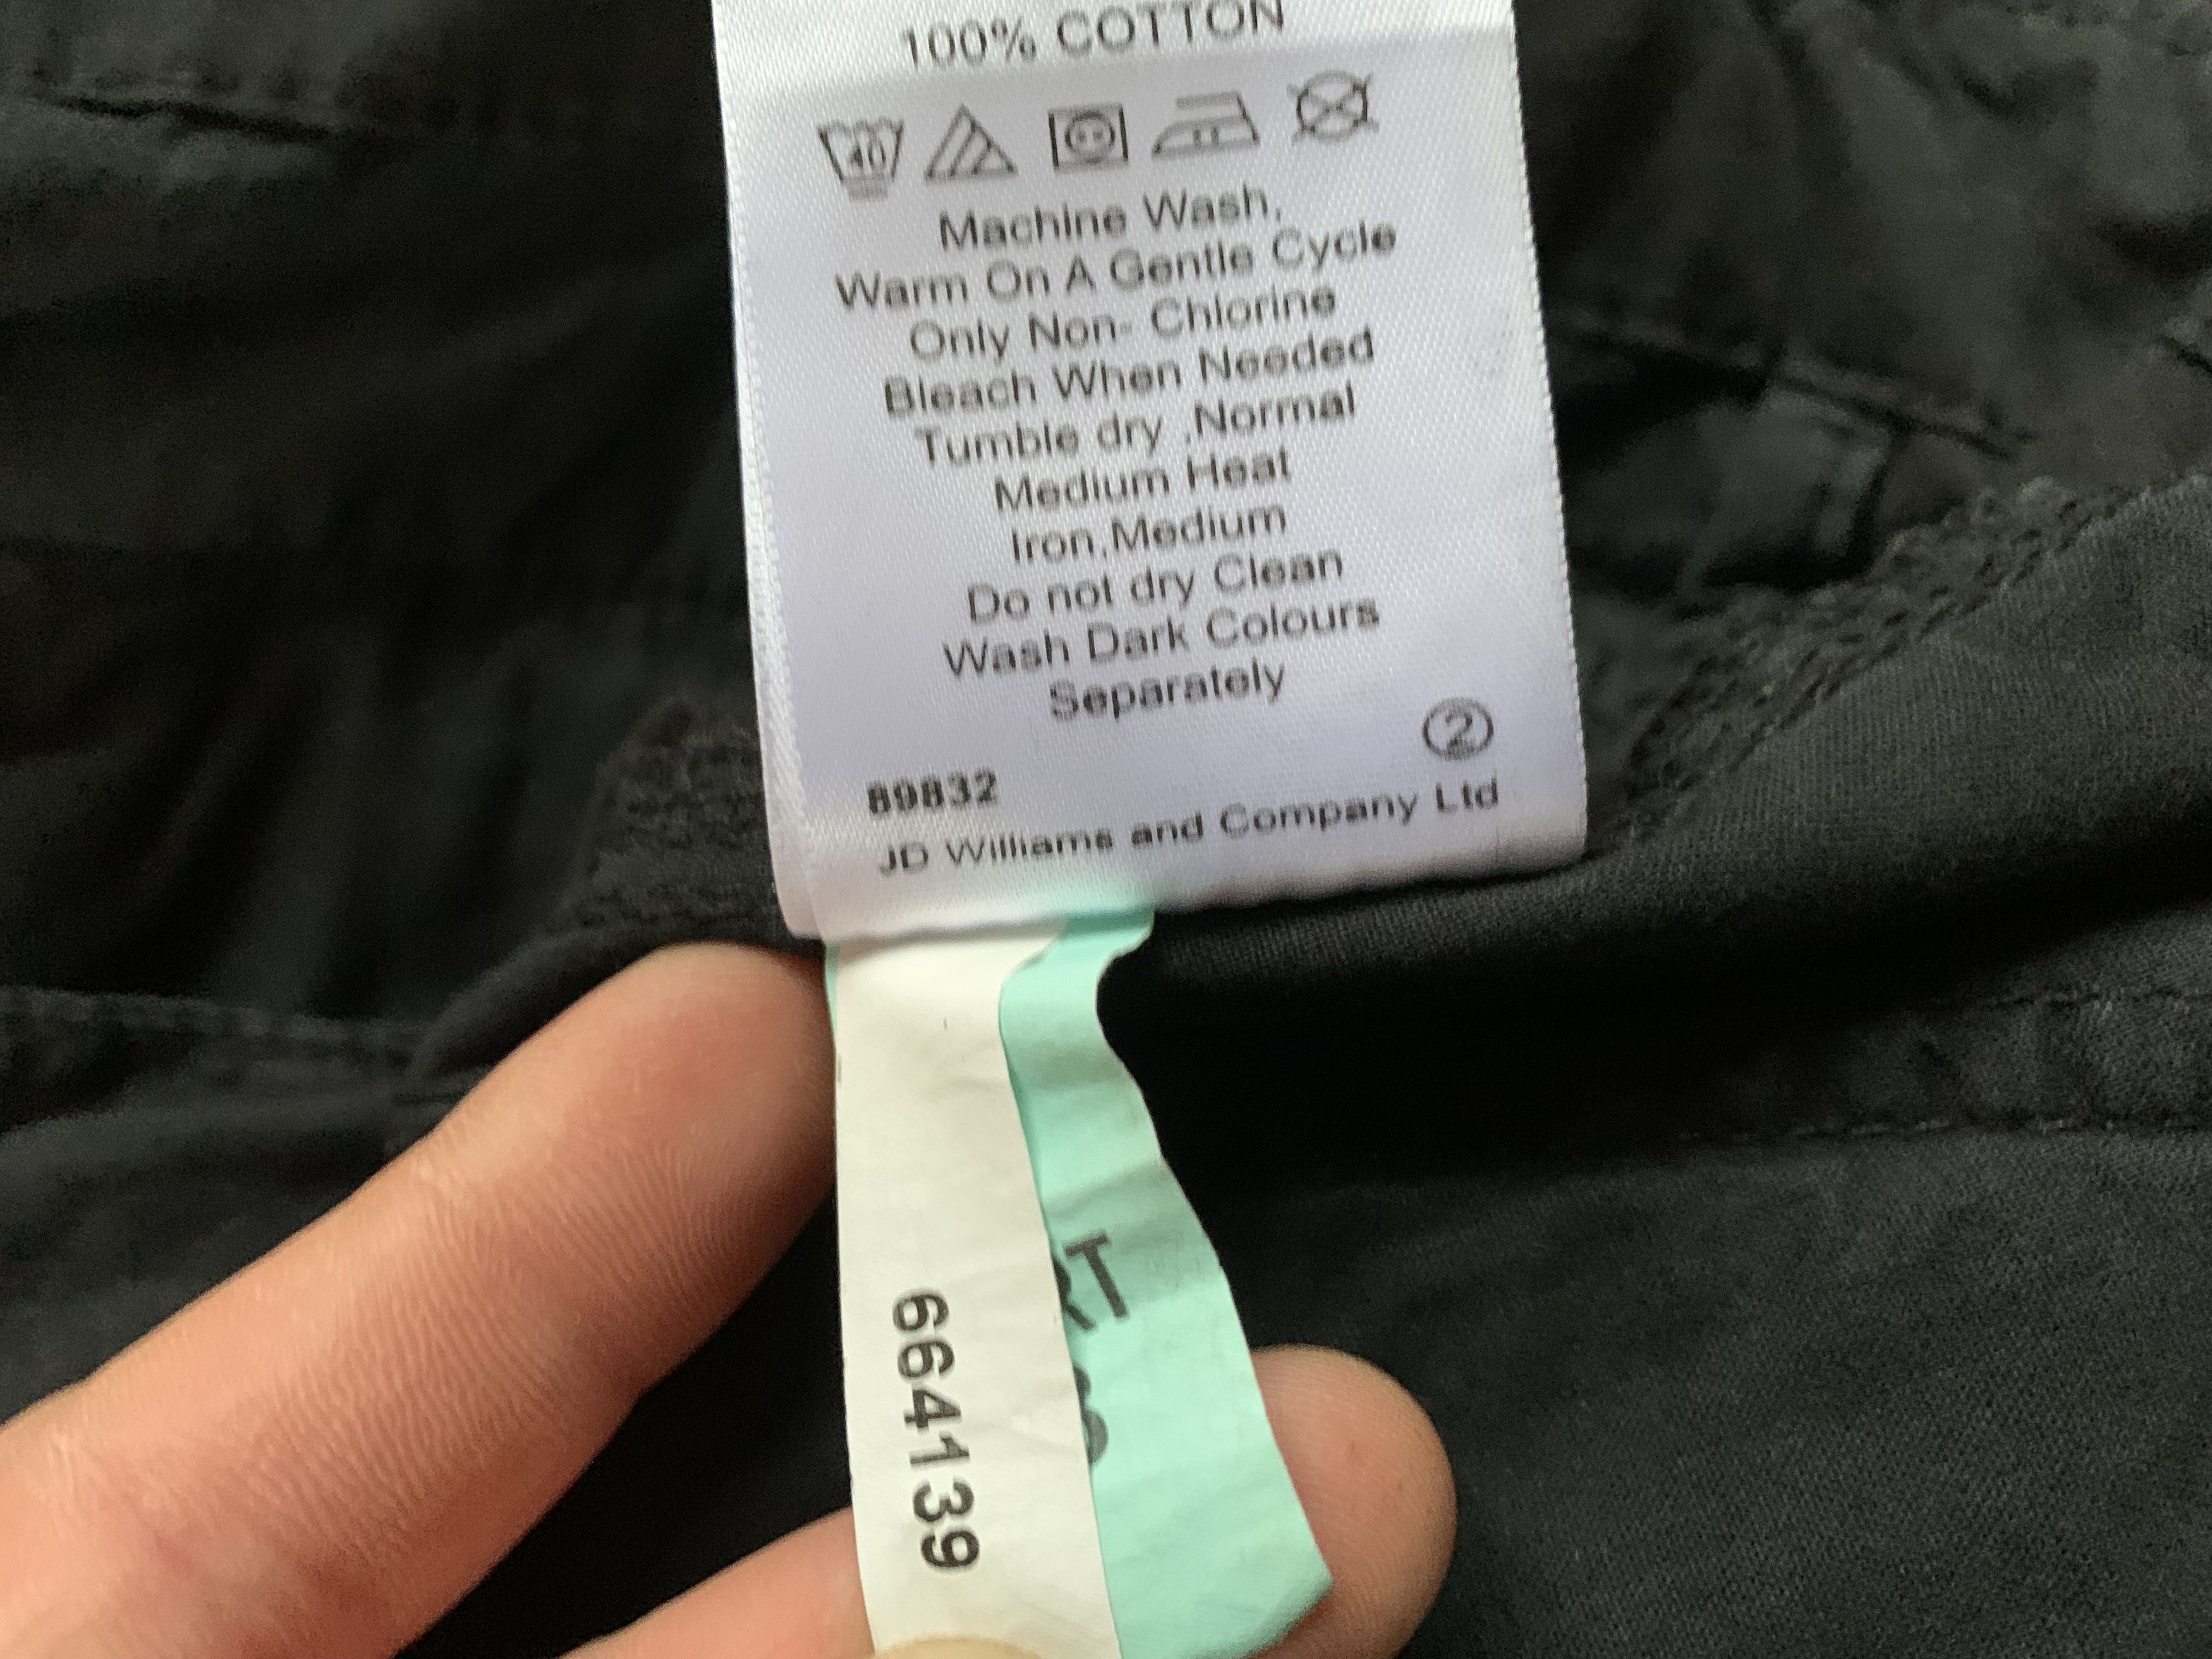 100% COTTON
40
Machine Wash,
Warm On A Gentle Cycle
Only Non- Chlorine
Bleach When Needed
Tumble dry ,Normal
Medium Heat
Iron,Medium
Do not dry Clean
Wash Dark Colours
Separately
2
89832
JD Williams and Company Ltd
664139